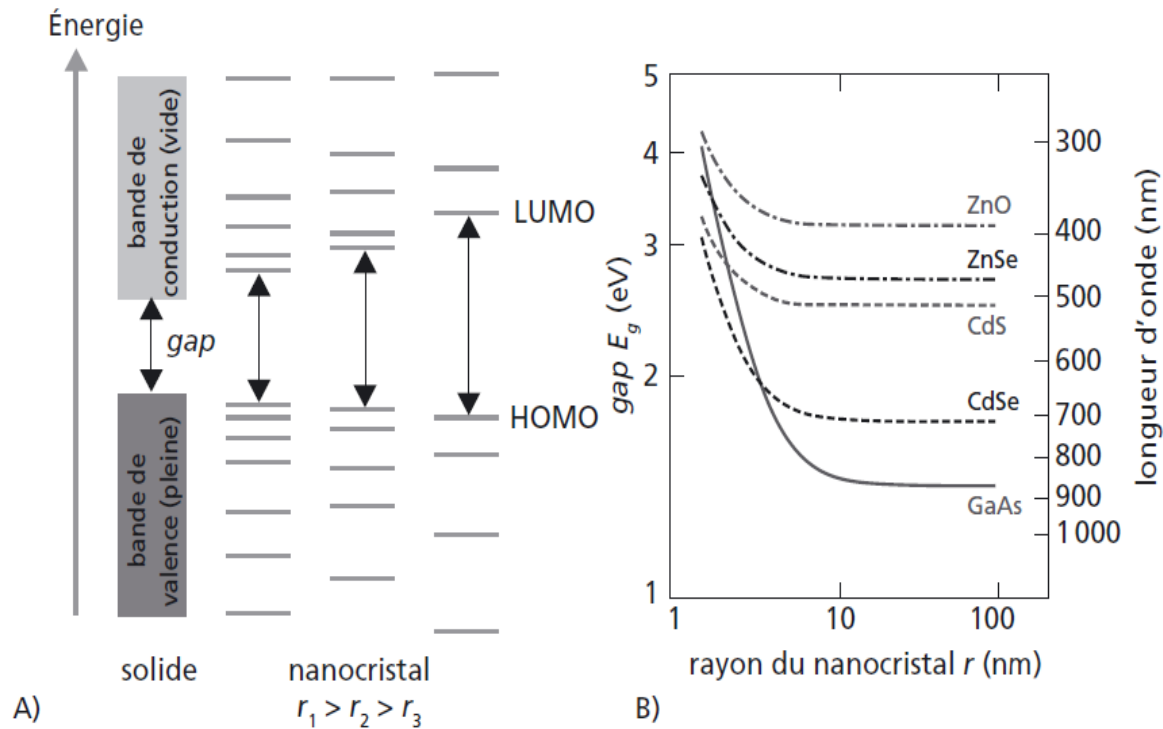 Énergie
bande de
conduction (vide)
gap
bande de
valence (pleine)
LUMO
HOMO
solide
nanocristal
r1 > r2 > r3
A)
gap Eg (eV)
5
4
3
2
1
ZnO
ZnSe
CdS
CdSe
GaAs
300
400
500
600
700
800
900
1 000
longueur d'onde (nm)
1
10
100
rayon du nanocristal r (nm)
B)